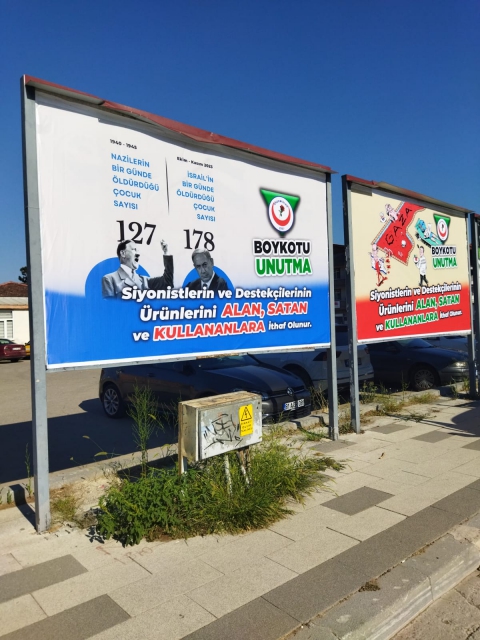 1940 - 1945
NAZİLERİN
BİR GÜNDE
ÖLDÜRDÜĞÜ
ÇOCUK
SAYISI
127
Ekim - Kasım 2023
İSRAİL'İN
BİR GÜNDE
ÖLDÜRDÜĞÜ
ÇOCUK
SAYISI
178
BOYKOTU
UNUTMA
Siyonistlerin ve Destekçilerinin
Ürünlerini ALAN, SATAN
ve KULLANANLARA İthaf Olunur.
GAZA
BOYKOTU
UNUTMA
Siyonistlerin ve Destekçilerinin
Ürünlerini ALAN, SATAN
ve KULLANANLARA İthaf Olunur.